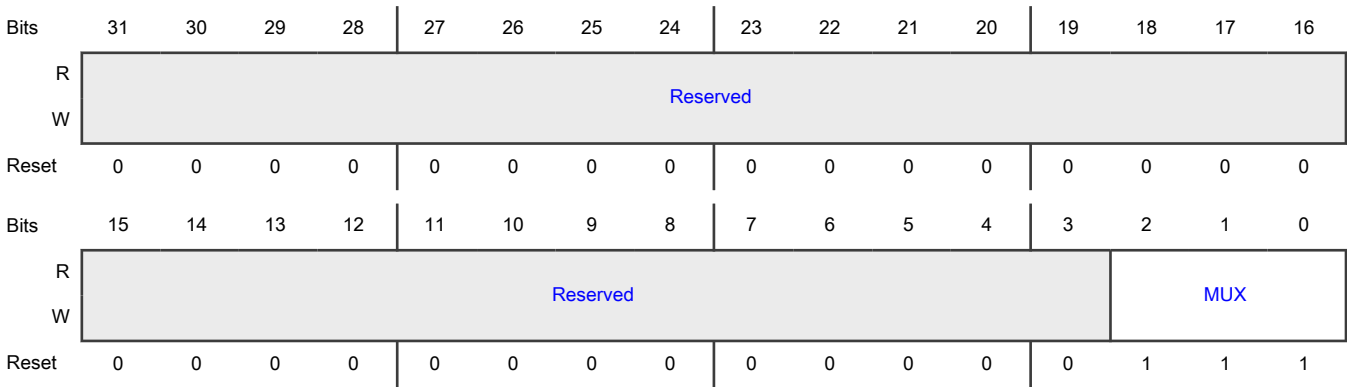 Bits 31 30 29 28 27 26 25 24 23 22 21 20 19 18 17 16
R
Reserved
W
Reset 0 0 0 0 0 0 0 0 0 0 0 0 0 0 0 0
Bits 15 14 13 12 11 10 9 8 7 6 5 4 3 2 1 0
R
Reserved MUX
W
Reset 0 0 0 0 0 0 0 0 0 0 0 0 0 1 1 1